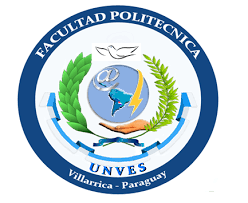 FACULTAD POLITECNICA
@
UNVES
Villarrica - Paraguay